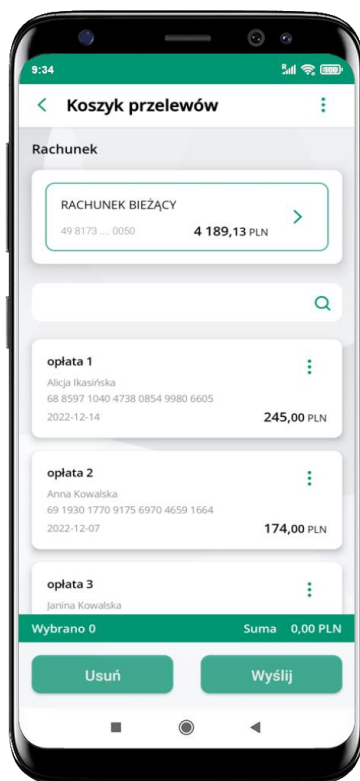 9:34
Koszyk przelewów
Rachunek
RACHUNEK BIEŻĄCY
49 8173 .... 0050 4 189,13 PLN
opłata 1
Alicja Ikasińska
68 8597 1040 4738 0854 9980 6605
2022-12-14 245,00 PLN
opłata 2
Anna Kowalska
69 1930 1770 9175 6970 4659 1664
2022-12-07 174,00 PLN
opłata 3
Janina Kowalska
Wybrano 0 Suma 0,00 PLN
Usuń Wyślij